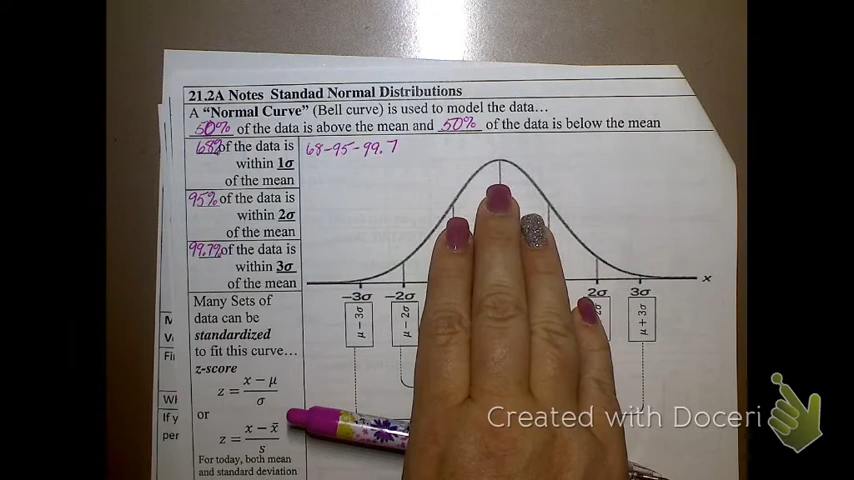 21.2A Notes Standad Normal Distributions
A “Normal Curve” (Bell curve) is used to model the data…
50% of the data is above the mean and 50% of the data is below the mean
68% of the data is
within 1σ
of the mean
95% of the data is
within 2σ
of the mean
99.7% of the data is
within 3σ
of the mean
Many Sets of
data can be
standardized
to fit this curve…
z-score
z = x − μ / σ
or
z = x − x̄ / s
For today, both mean
and standard deviation
68-95-99.7
x
−3σ −2σ 2σ 3σ
μ − 3σ
μ − 2σ
μ + 3σ
If y
per
Created with Doceri